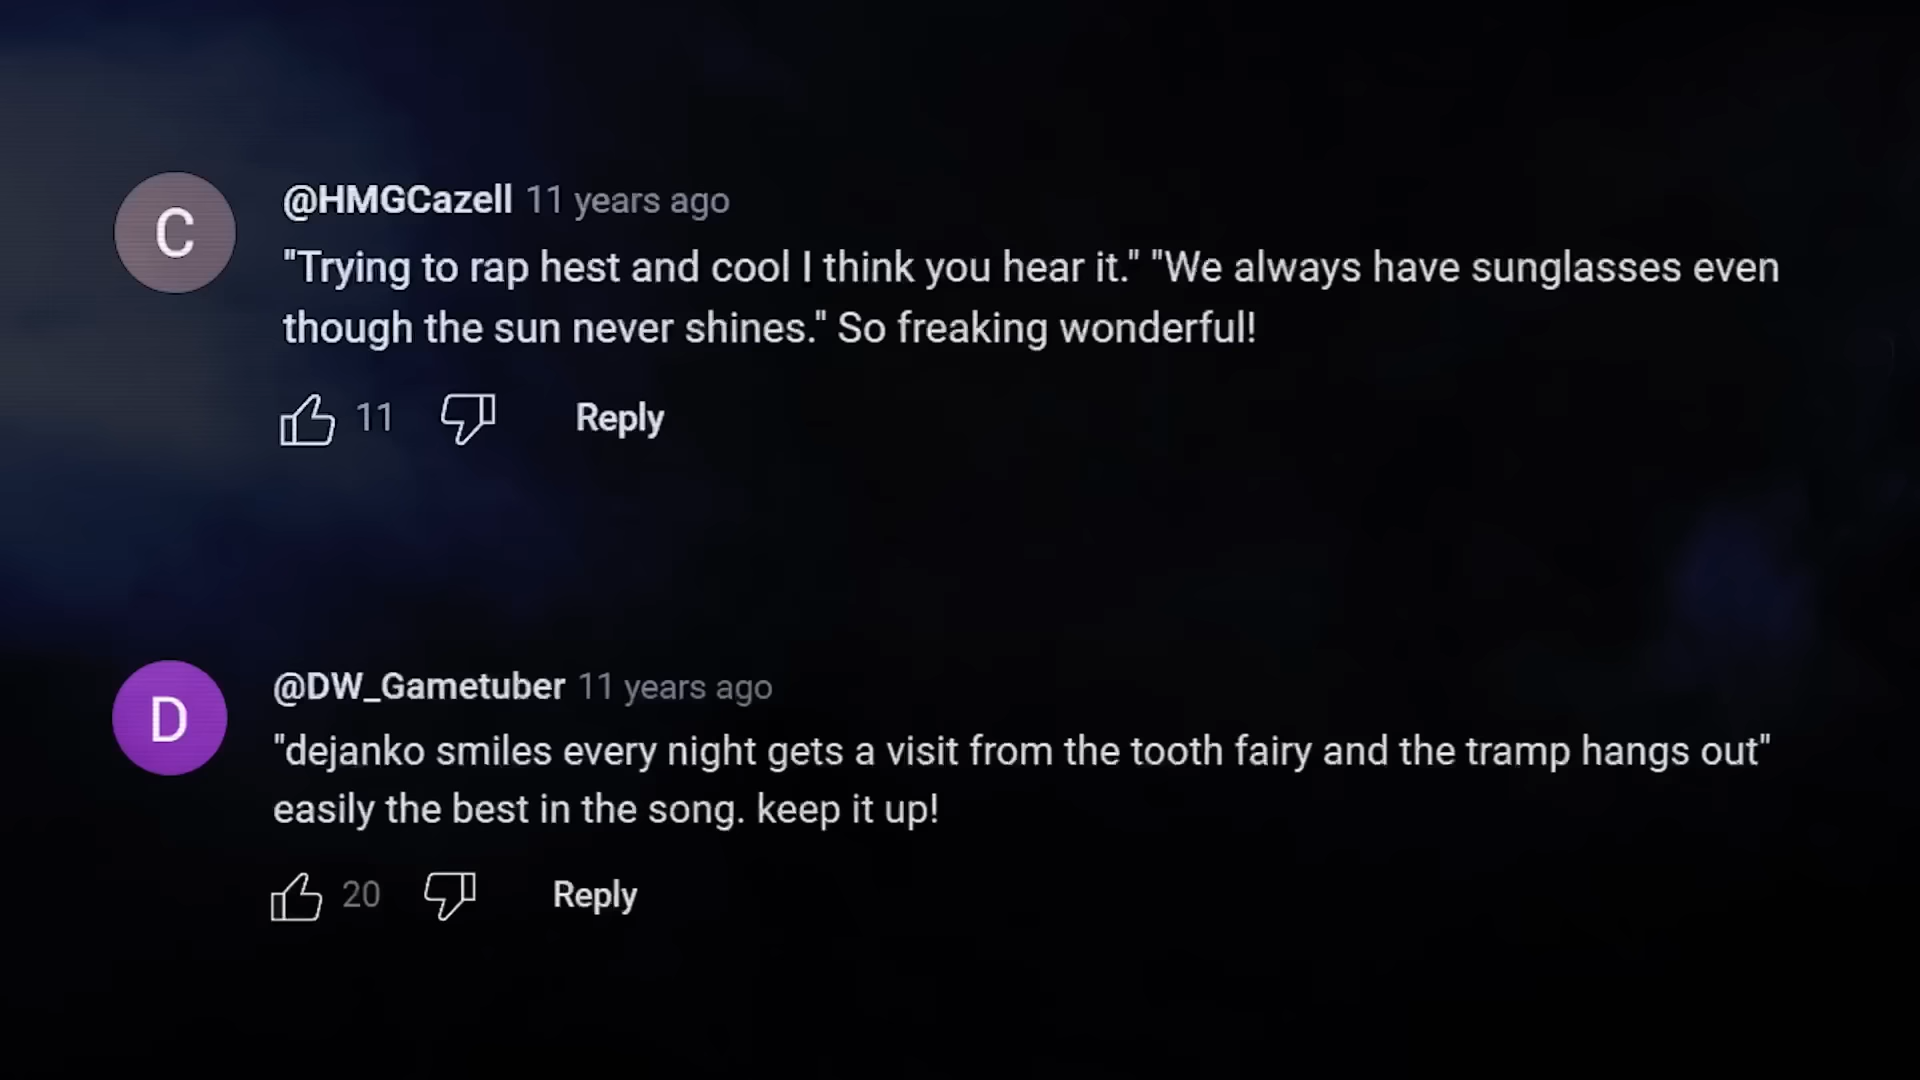 C
@HMGCazell 11 years ago
"Trying to rap hest and cool I think you hear it." "We always have sunglasses even
though the sun never shines." So freaking wonderful!
11 Reply
D
@DW_Gametuber 11 years ago
"dejanko smiles every night gets a visit from the tooth fairy and the tramp hangs out"
easily the best in the song. keep it up!
20 Reply